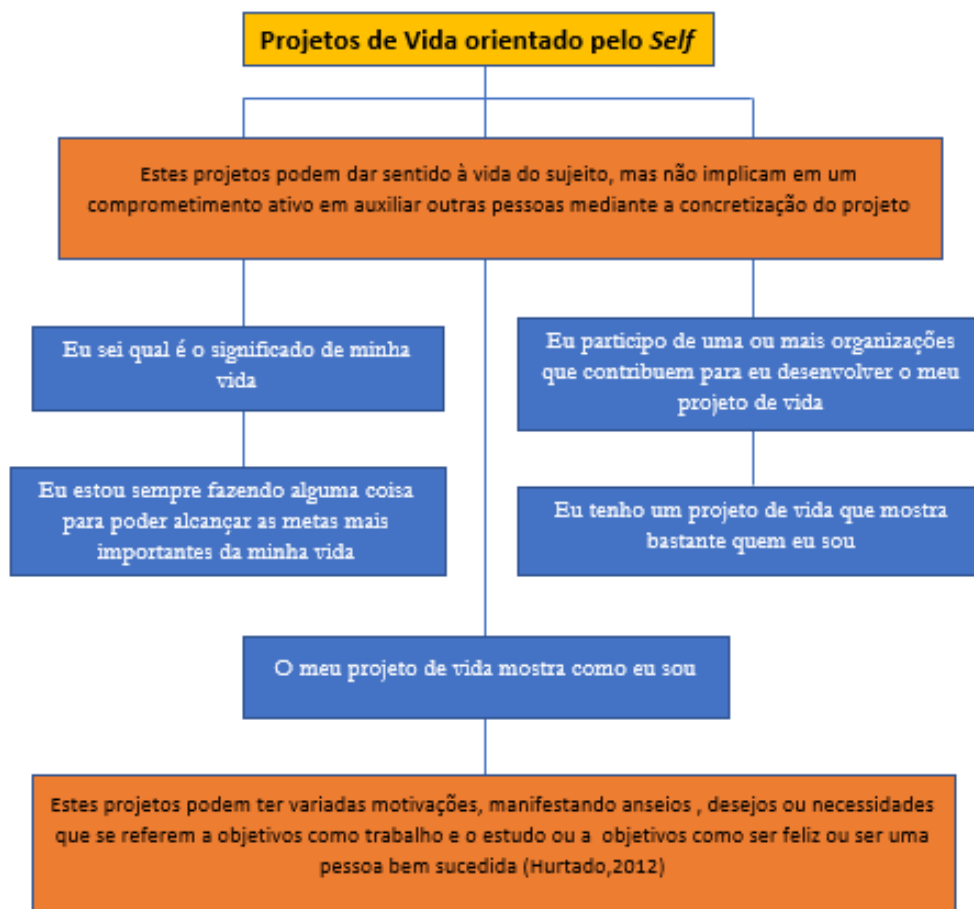 Projetos de Vida orientado pelo Self
Estes projetos podem dar sentido à vida do sujeito, mas não implicam em um
comprometimento ativo em auxiliar outras pessoas mediante a concretização do projeto
Eu sei qual é o significado de minha
vida
Eu estou sempre fazendo alguma coisa
para poder alcançar as metas mais
importantes da minha vida
Eu participo de uma ou mais organizações
que contribuem para eu desenvolver o meu
projeto de vida
Eu tenho um projeto de vida que mostra
bastante quem eu sou
O meu projeto de vida mostra como eu sou
Estes projetos podem ter variadas motivações, manifestando anseios , desejos ou necessidades
que se referem a objetivos como trabalho e o estudo ou a objetivos como ser feliz ou ser uma
pessoa bem sucedida (Hurtado,2012)